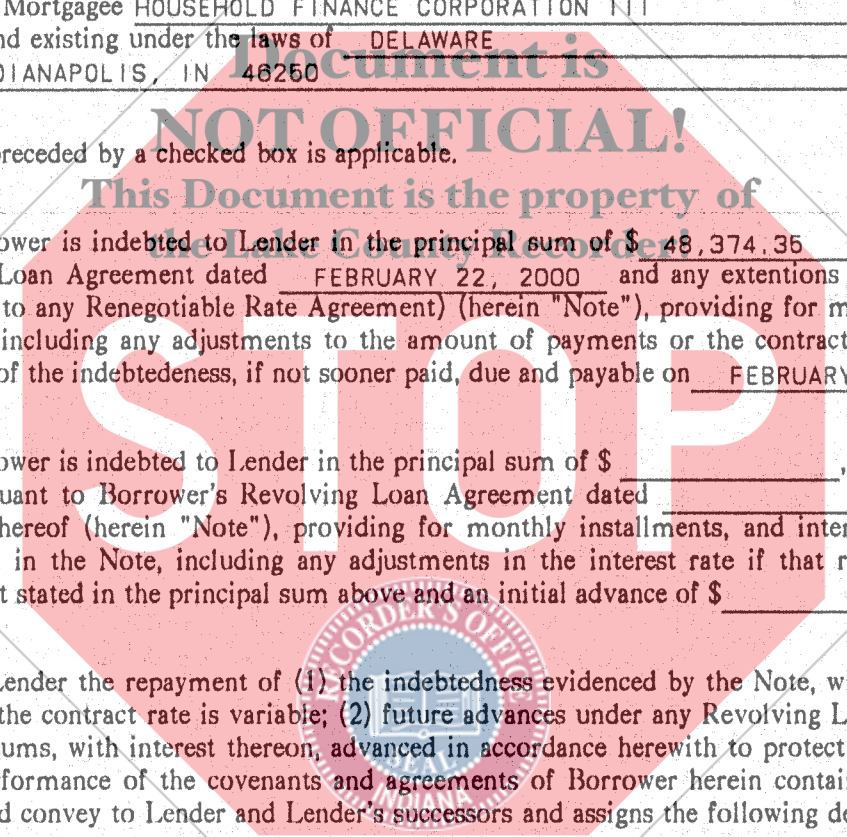 Mortgagee HOUSEHOLD FINANCE CORPORATION III
nd existing under the laws of DELAWARE
DIANAPOLIS, IN 46250
Document is
NOT OFFICIAL!
This Document is the property of
the Lake County Recorder!
preceded by a checked box is applicable.
ower is indebted to Lender in the principal sum of $ 48,374.35
Loan Agreement dated FEBRUARY 22, 2000 and any extentions
to any Renegotiable Rate Agreement) (herein "Note"), providing for m
including any adjustments to the amount of payments or the contract
of the indebtedeness, if not sooner paid, due and payable on FEBRUARY
STOP
ower is indebted to Lender in the principal sum of $ ,
uant to Borrower's Revolving Loan Agreement dated
hereof (herein "Note"), providing for monthly installments, and inter
in the Note, including any adjustments in the interest rate if that r
t stated in the principal sum above and an initial advance of $
RECORDER'S OFFIC
SEAL
INDIANA
Lender the repayment of (1) the indebtedness evidenced by the Note, wi
the contract rate is variable; (2) future advances under any Revolving L
ums, with interest thereon, advanced in accordance herewith to protect
formance of the covenants and agreements of Borrower herein contai
d convey to Lender and Lender's successors and assigns the following de